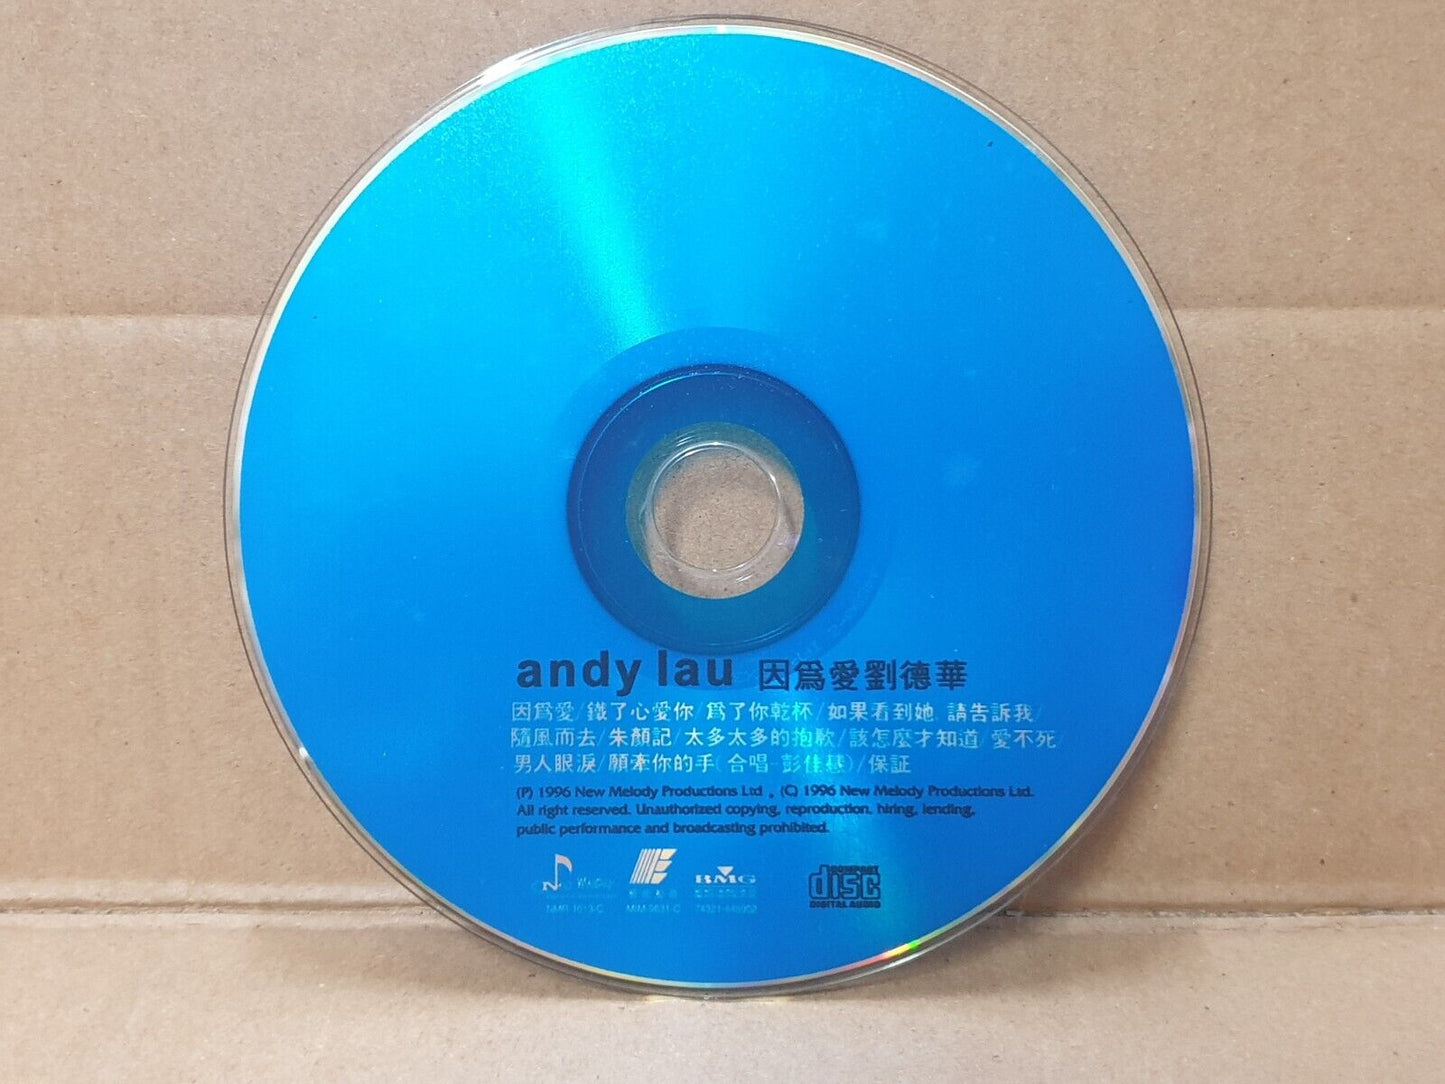 andy lau 因爲愛劉德華
因爲愛/鐵了心愛你/爲了你乾杯/如果看到她 請告訴我/
隨風而去/朱顏記/太多太多的抱歉/該怎麼才知道/愛不死/
男人眼淚/願牽你的手(合唱-彭佳慧)/保証
(P) 1996 New Melody Productions Ltd . (C) 1996 New Melody Productions Ltd.
All right reserved. Unauthorized copying, reproduction, hiring, lending,
public performance and broadcasting prohibited.
BMG
COMPACT
disc
DIGITAL AUDIO
NMR-1013-C